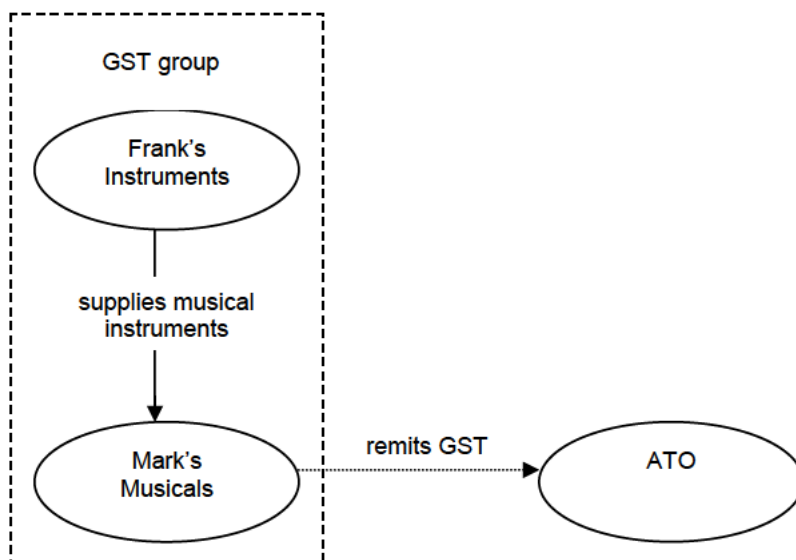 GST group
Frank's
Instruments
supplies musical
instruments
Mark's
Musicals
remits GST
ATO